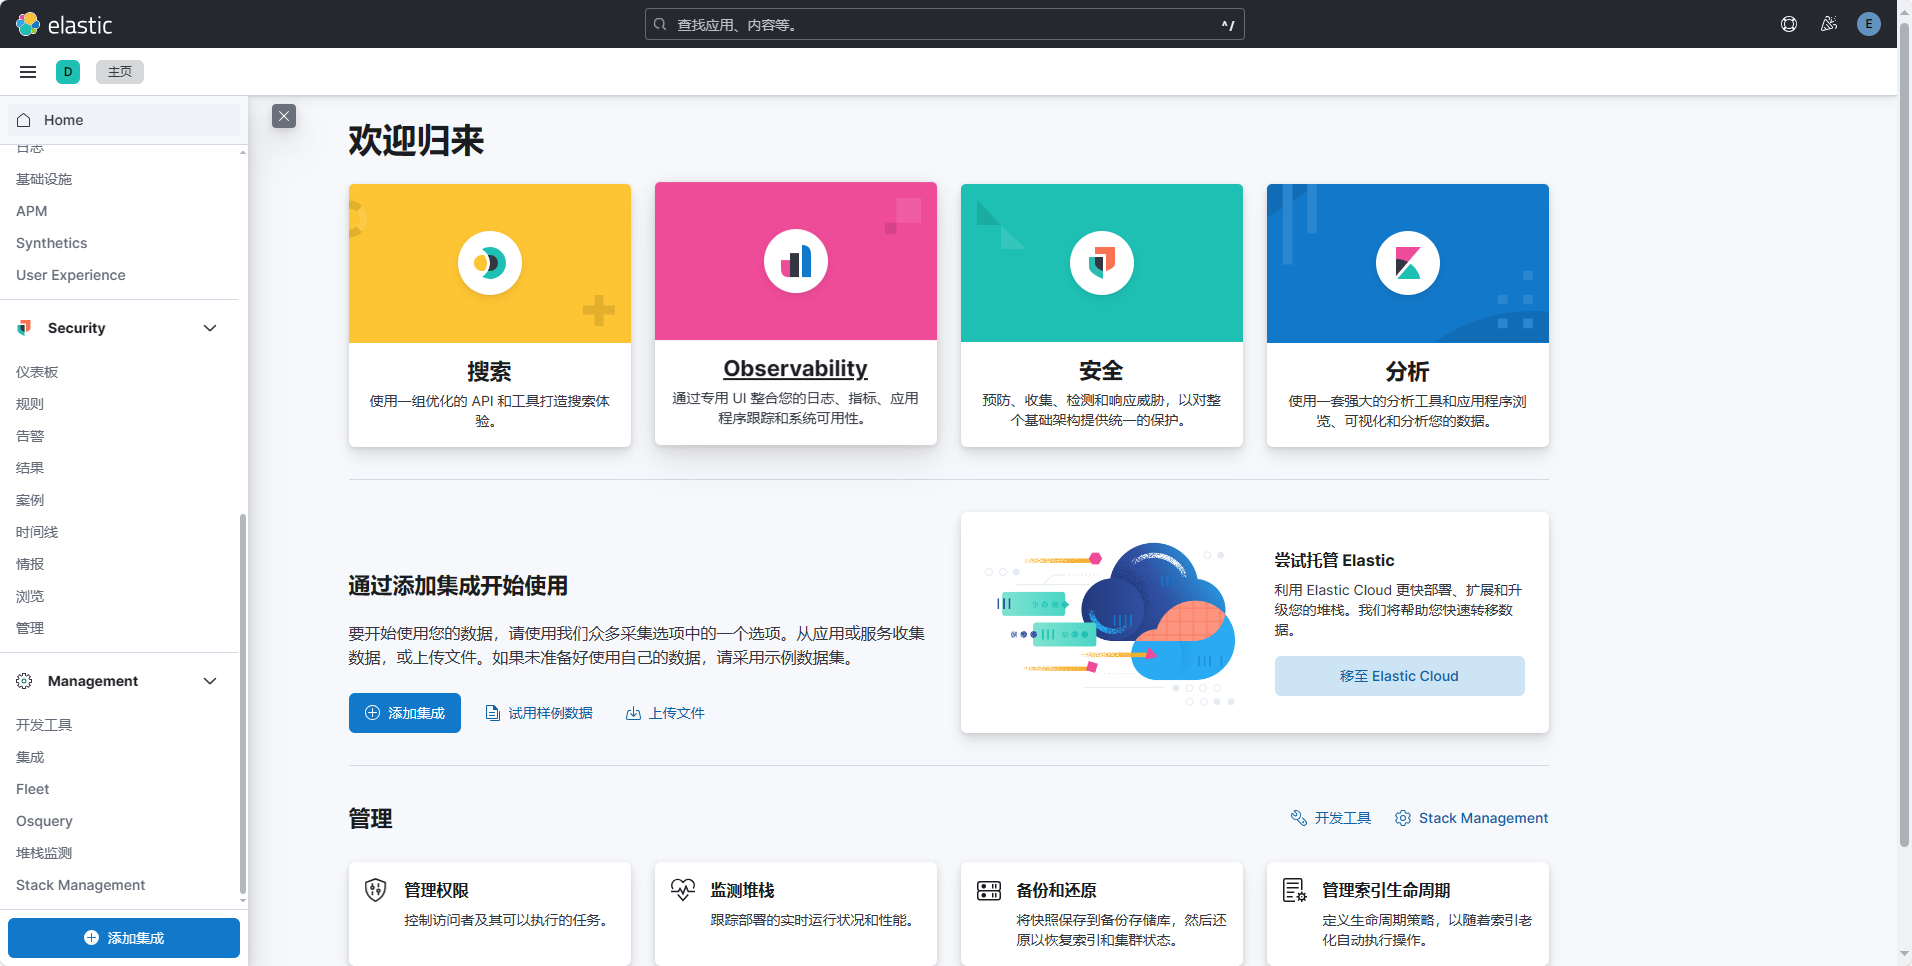 elastic
查找应用、内容等。
^/
E
D
主页
Home
日志
基础设施
APM
Synthetics
User Experience
Security
仪表板
规则
告警
结果
案例
时间线
情报
浏览
管理
Management
开发工具
集成
Fleet
Osquery
堆栈监测
Stack Management
添加集成
欢迎归来
搜索
使用一组优化的 API 和工具打造搜索体
验。
Observability
通过专用 UI 整合您的日志、指标、应用
程序跟踪和系统可用性。
安全
预防、收集、检测和响应威胁，以对整
个基础架构提供统一的保护。
分析
使用一套强大的分析工具和应用程序浏
览、可视化和分析您的数据。
通过添加集成开始使用
要开始使用您的数据，请使用我们众多采集选项中的一个选项。从应用或服务收集
数据，或上传文件。如果未准备好使用自己的数据，请采用示例数据集。
添加集成
试用样例数据
上传文件
尝试托管 Elastic
利用 Elastic Cloud 更快部署、扩展和升
级您的堆栈。我们将帮助您快速转移数
据。
移至 Elastic Cloud
管理
开发工具
Stack Management
管理权限
控制访问者及其可以执行的任务。
监测堆栈
跟踪部署的实时运行状况和性能。
备份和还原
将快照保存到备份存储库，然后还
原以恢复索引和集群状态。
管理索引生命周期
定义生命周期策略，以随着索引老
化自动执行操作。